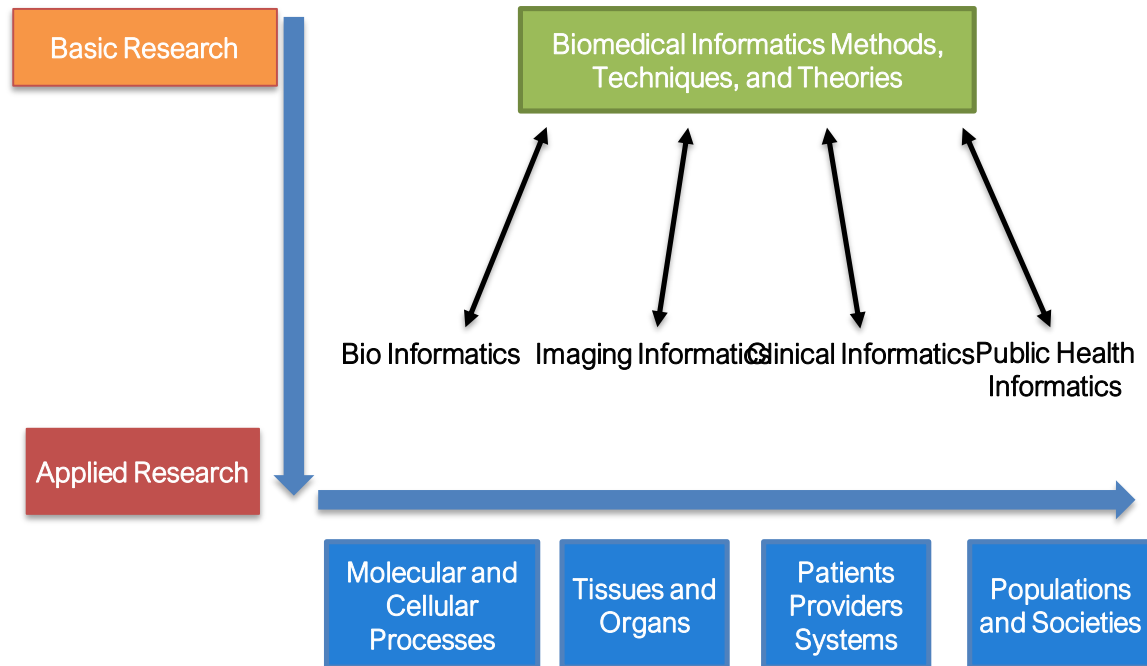 Basic Research
Biomedical Informatics Methods,
Techniques, and Theories
Bio Informatics
Imaging Informatics
Clinical Informatics
Public Health
Informatics
Applied Research
Molecular and
Cellular
Processes
Tissues and
Organs
Patients
Providers
Systems
Populations
and Societies